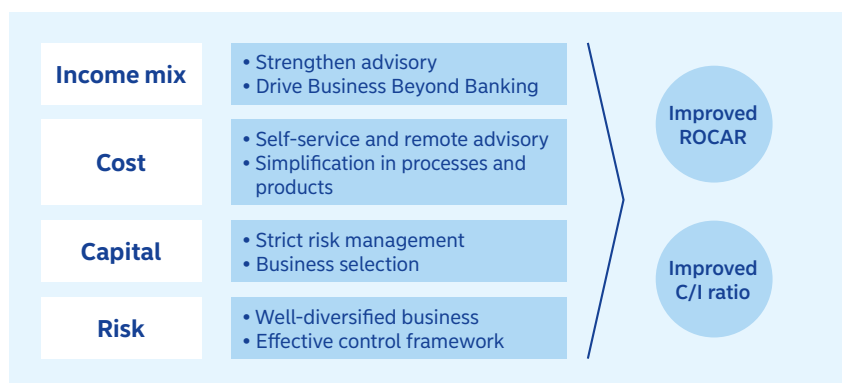 Income mix
• Strengthen advisory
• Drive Business Beyond Banking
Cost
• Self-service and remote advisory
• Simplification in processes and
products
Capital
• Strict risk management
• Business selection
Risk
• Well-diversified business
• Effective control framework
Improved
ROCAR
Improved
C/I ratio